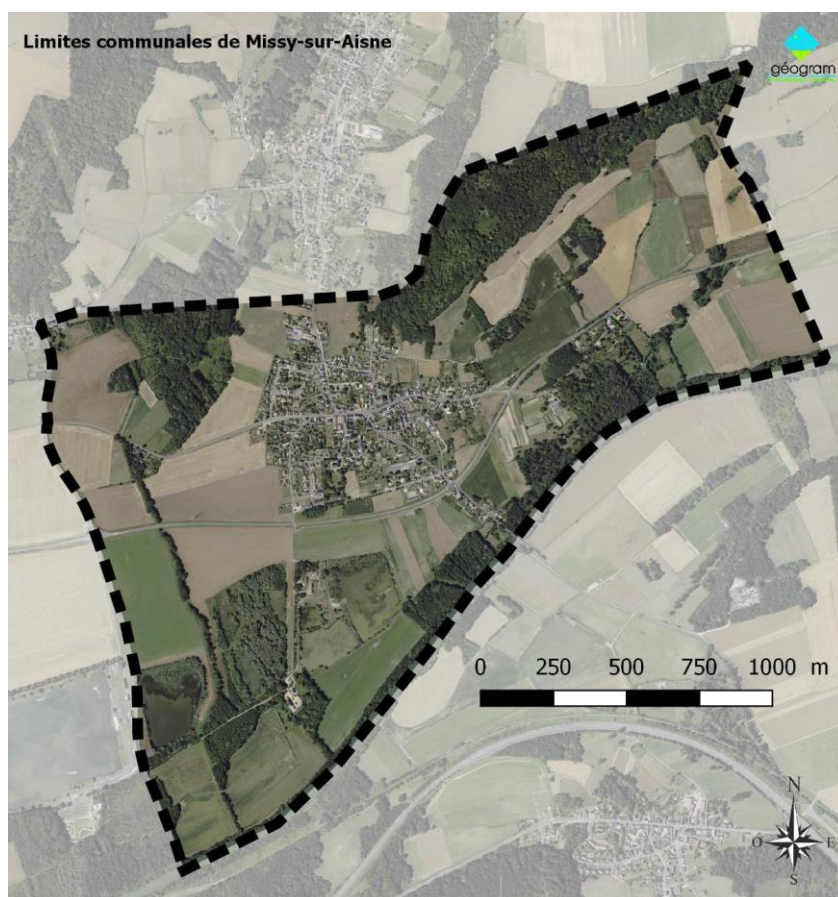 Limites communales de Missy-sur-Aisne
géogram
0 250 500 750 1000 m
N
O E
S